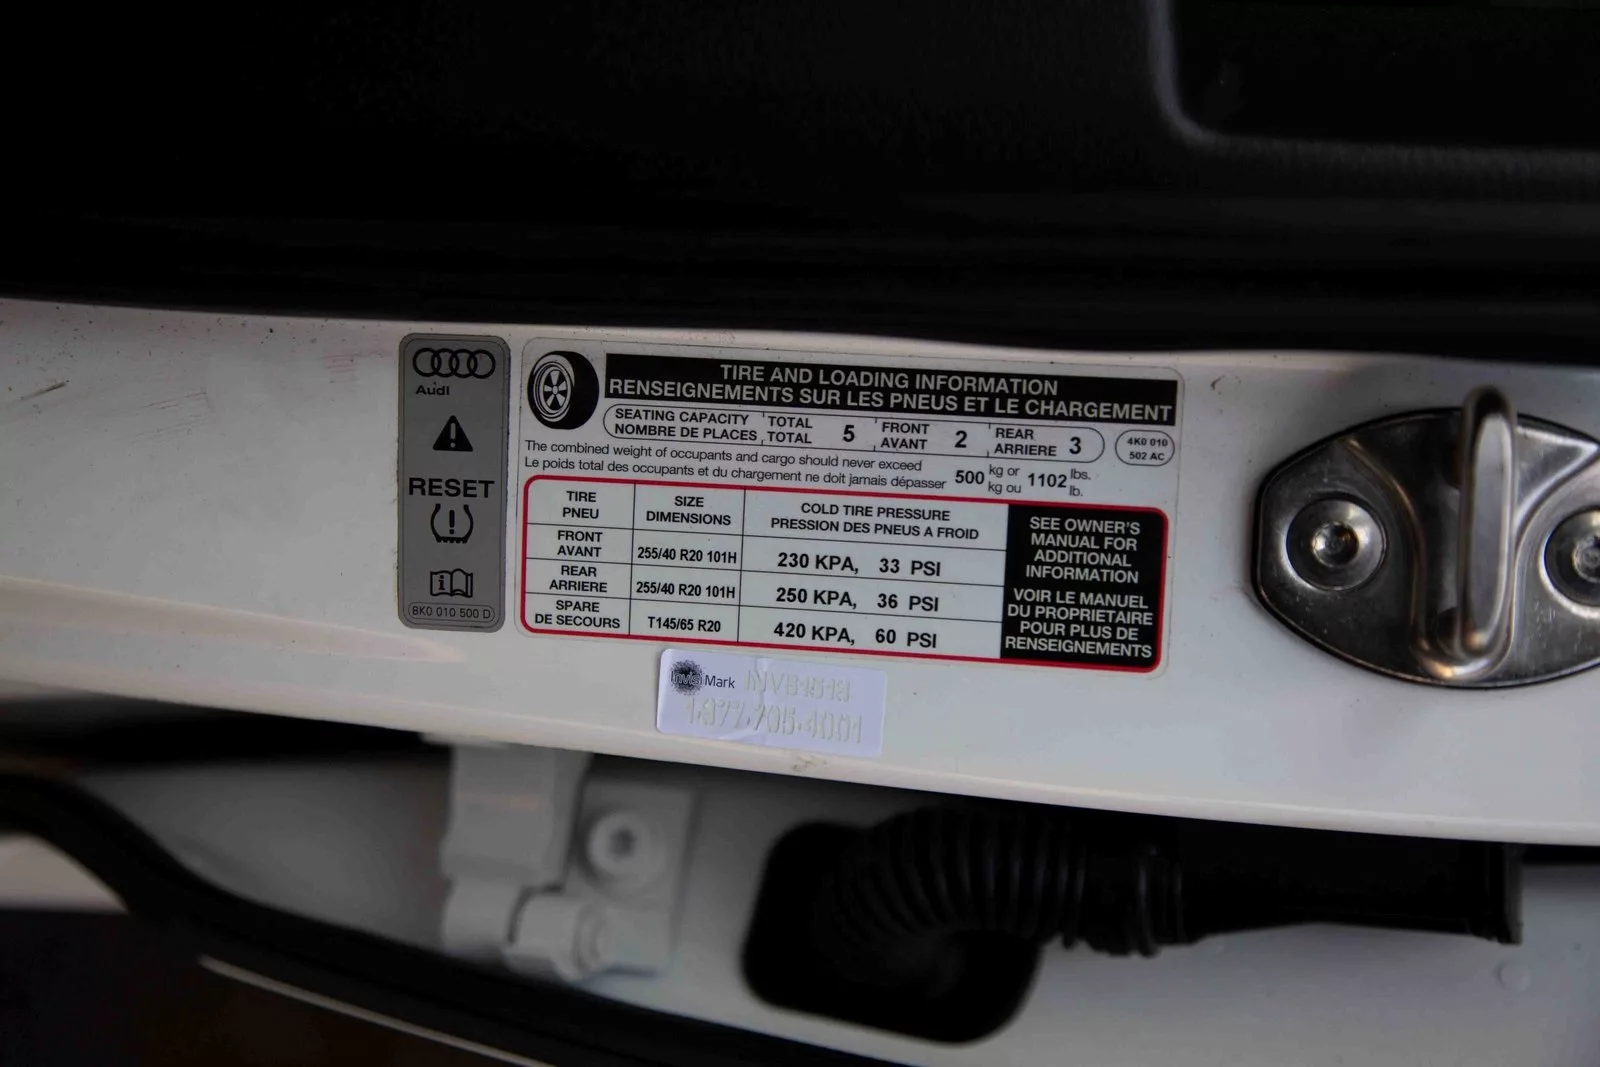 Audi
RESET
i
8K0 010 500 D
TIRE AND LOADING INFORMATION
RENSEIGNEMENTS SUR LES PNEUS ET LE CHARGEMENT
SEATING CAPACITY TOTAL 5 FRONT 2 REAR 3
NOMBRE DE PLACES TOTAL AVANT ARRIERE
4K0 010
502 AC
The combined weight of occupants and cargo should never exceed 500 kg or 1102 lbs.
Le poids total des occupants et du chargement ne doit jamais dépasser kg ou lb.
TIRE SIZE COLD TIRE PRESSURE
PNEU DIMENSIONS PRESSION DES PNEUS A FROID
FRONT
AVANT 255/40 R20 101H 230 KPA, 33 PSI
REAR
ARRIERE 255/40 R20 101H 250 KPA, 36 PSI
SPARE
DE SECOURS T145/65 R20 420 KPA, 60 PSI
SEE OWNER'S
MANUAL FOR
ADDITIONAL
INFORMATION
VOIR LE MANUEL
DU PROPRIETAIRE
POUR PLUS DE
RENSEIGNEMENTS
Mark
1.877.705.4001